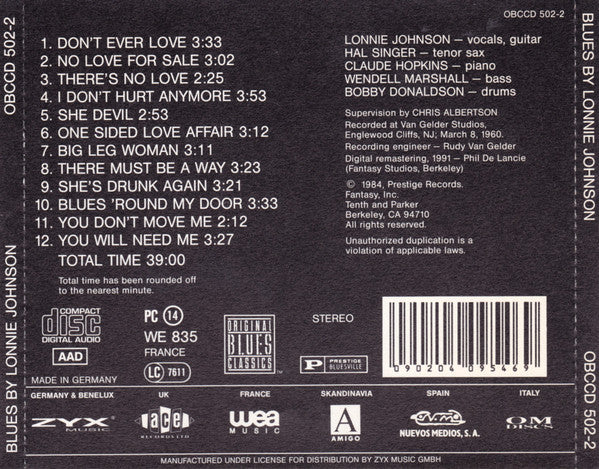 OBCCD 502-2
BLUES BY LONNIE JOHNSON
OBCCD 502-2
1. DON'T EVER LOVE 3:33
2. NO LOVE FOR SALE 3:02
3. THERE'S NO LOVE 2:25
4. I DON'T HURT ANYMORE 3:53
5. SHE DEVIL 2:53
6. ONE SIDED LOVE AFFAIR 3:12
7. BIG LEG WOMAN 3:11
8. THERE MUST BE A WAY 3:23
9. SHE'S DRUNK AGAIN 3:21
10. BLUES 'ROUND MY DOOR 3:33
11. YOU DON'T MOVE ME 2:12
12. YOU WILL NEED ME 3:27
TOTAL TIME 39:00
Total time has been rounded off
to the nearest minute.
LONNIE JOHNSON – vocals, guitar
HAL SINGER – tenor sax
CLAUDE HOPKINS – piano
WENDELL MARSHALL – bass
BOBBY DONALDSON – drums
Supervision by CHRIS ALBERTSON
Recorded at Van Gelder Studios,
Englewood Cliffs, NJ; March 8, 1960.
Recording engineer – Rudy Van Gelder
Digital remastering, 1991 – Phil De Lancie
(Fantasy Studios, Berkeley)
© 1984, Prestige Records.
Fantasy, Inc.
Tenth and Parker
Berkeley, CA 94710
All rights reserved.
Unauthorized duplication is a
violation of applicable laws.
COMPACT
disc
DIGITAL AUDIO
AAD
PC 14
WE 835
FRANCE
LC 7611
ORIGINAL
BLUES
CLASSICS
STEREO
P PRESTIGE
BLUESVILLE
090204 095469
MADE IN GERMANY
GERMANY & BENELUX
UK
FRANCE
SKANDINAVIA
SPAIN
ITALY
ZYX
MUSIC
ace
RECORDS LTD
wea
MUSIC
A
AMIGO
N.M.
NUEVOS MEDIOS, S.A.
OM
DISCS
MANUFACTURED UNDER LICENSE FOR DISTRIBUTION BY ZYX MUSIC GMBH
BLUES BY LONNIE JOHNSON
OBCCD 502-2